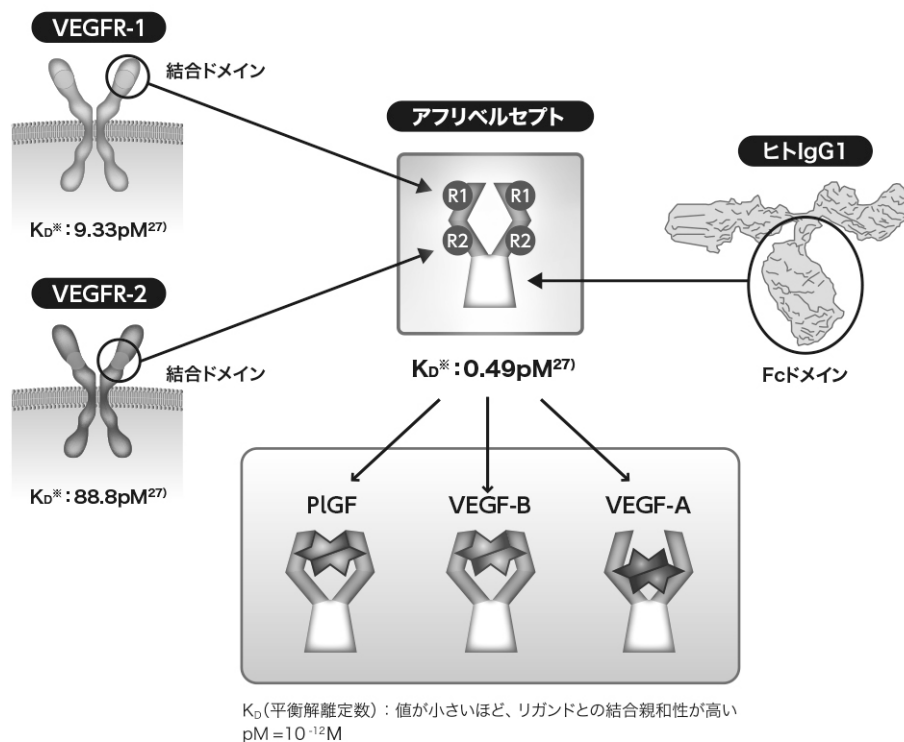 VEGFR-1
結合ドメイン
KD※：9.33pM27)
VEGFR-2
結合ドメイン
KD※：88.8pM27)
アフリベルセプト
R1
R1
R2
R2
KD※：0.49pM27)
ヒトIgG1
Fcドメイン
PlGF
VEGF-B
VEGF-A
KD(平衡解離定数)：値が小さいほど、リガンドとの結合親和性が高い
pM=10-12M